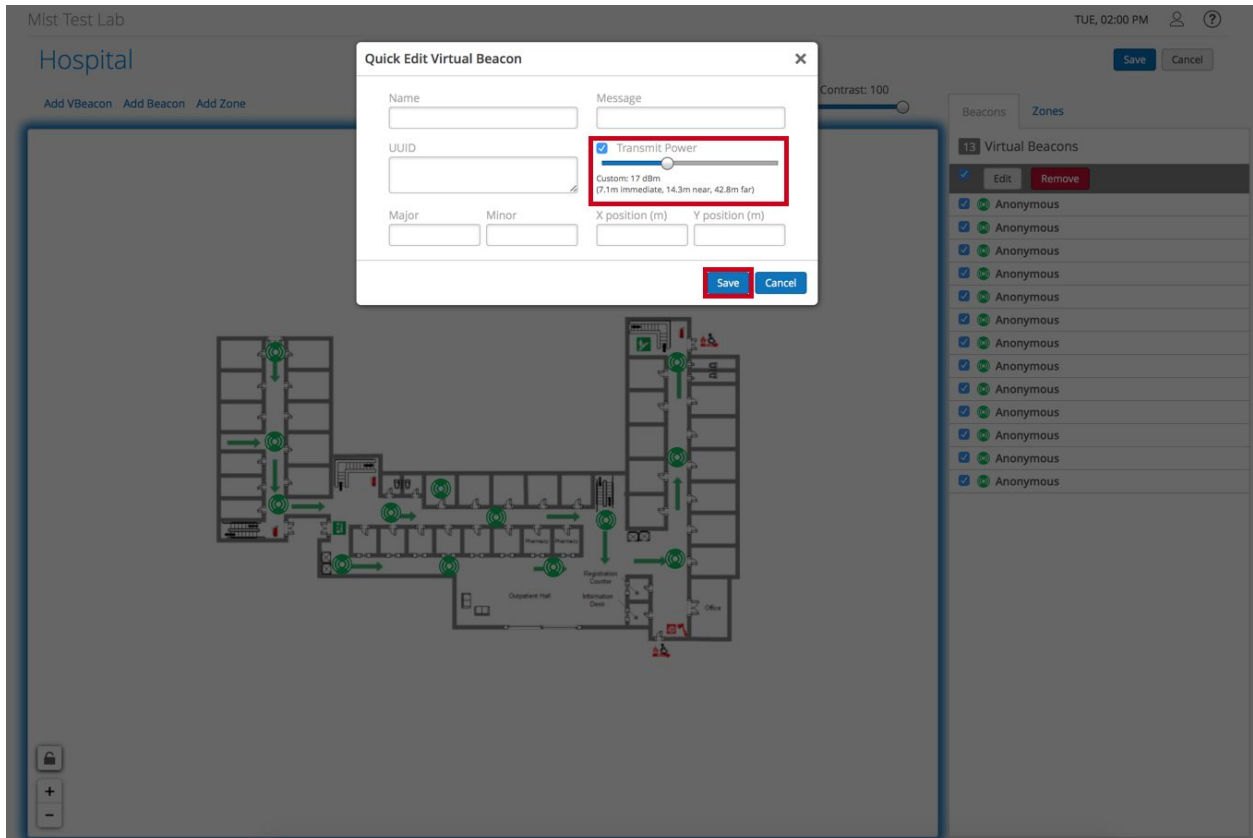 Mist Test Lab
TUE, 02:00 PM
?
Hospital
Save Cancel
Add VBeacon Add Beacon Add Zone
Contrast: 100
Quick Edit Virtual Beacon
Name
Message
UUID
Transmit Power
Custom: 17 dBm
(7.1m immediate, 14.3m near, 42.8m far)
Major
Minor
X position (m)
Y position (m)
Save
Cancel
Beacons
Zones
13 Virtual Beacons
Edit
Remove
Anonymous
Anonymous
Anonymous
Anonymous
Anonymous
Anonymous
Anonymous
Anonymous
Anonymous
Anonymous
Anonymous
Anonymous
Anonymous
Pharmacy
Pharmacy
Registration
Counter
Outpatient Hall
Information
Desk
Office
+
−